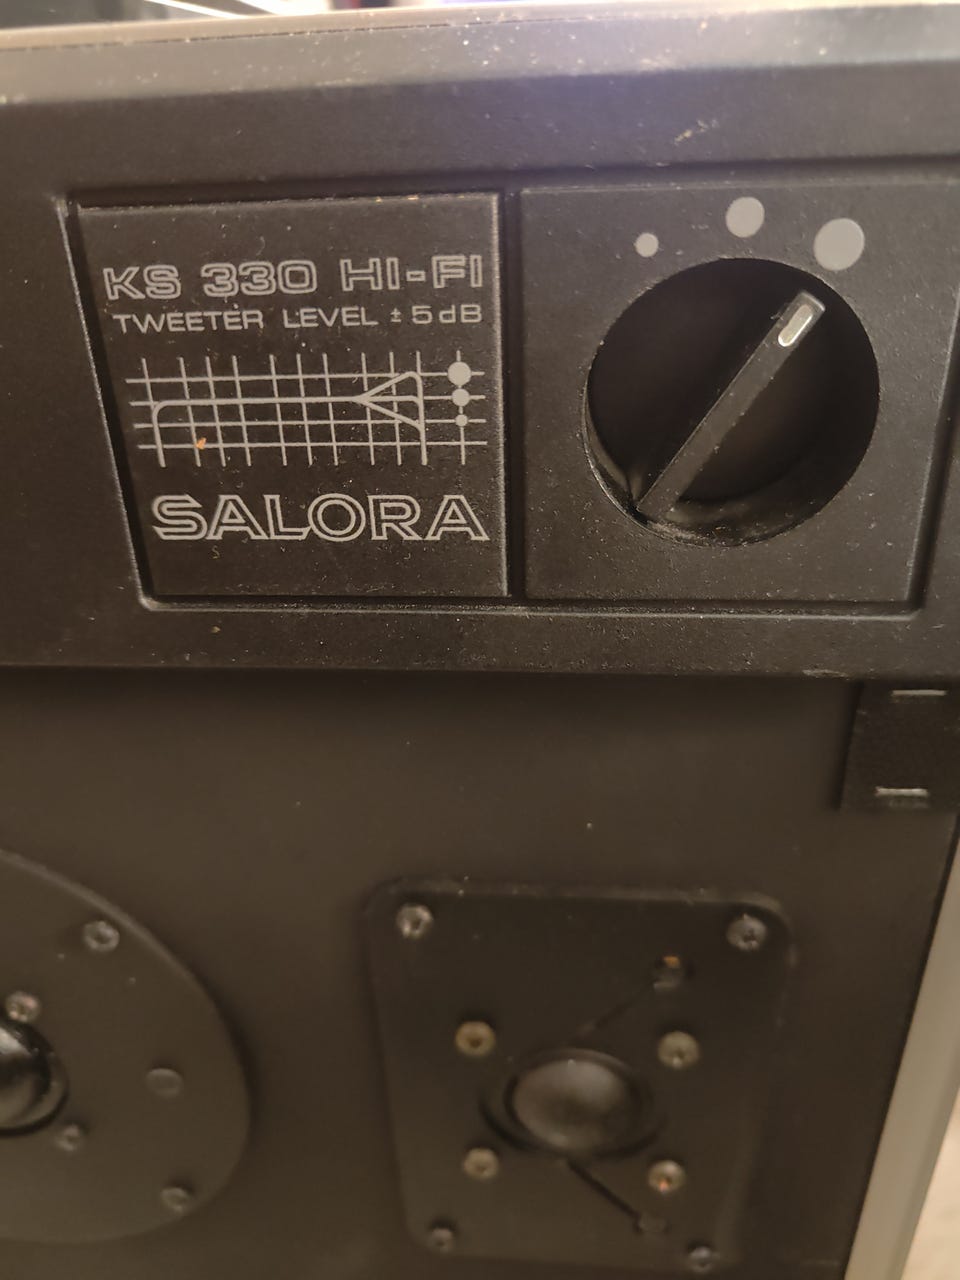 KS 330 HI-FI
TWEETER LEVEL ± 5 dB
SALORA